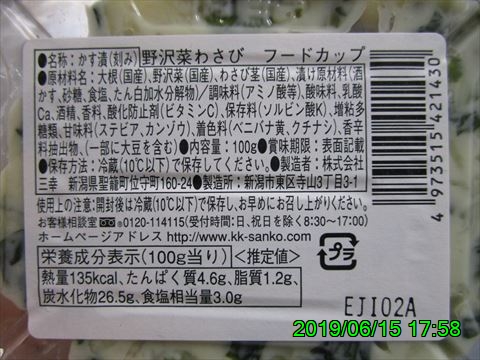 ●名称:かす漬(刻み) 野沢菜わさび フードカップ
●原材料名:大根(国産)、野沢菜(国産)、わさび茎(国産)、漬け原材料(酒
かす、砂糖、食塩、たん白加水分解物)/調味料(アミノ酸等)、酸味料、乳酸
Ca、酒精、香料、酸化防止剤(ビタミンC)、保存料(ソルビン酸K)、増粘多
糖類、甘味料(ステビア、カンゾウ)、着色料(ベニバナ黄、クチナシ)、香辛
料抽出物、(一部に大豆を含む)●内容量:100g●賞味期限:表面記載
●保存方法:冷蔵(10℃以下)で保存してください。●製造者:株式会社
三幸 新潟県聖籠町位守町160-24●製造所:新潟市東区寺山3丁目3-1
使用上の注意:開封後は冷蔵(10℃以下)で保存し、お早めにお召し上がりください。
お客様相談室 0120-114115(受付時間:日、祝日を除く8:30~17:00)
ホームページアドレス http://www.kk-sanko.com
栄養成分表示(100g当り) <推定値>
熱量135kcal、たんぱく質4.6g、脂質1.2g、
炭水化物26.5g、食塩相当量3.0g
プラ
EJI02A
4973515421430
2019/06/15 17:58